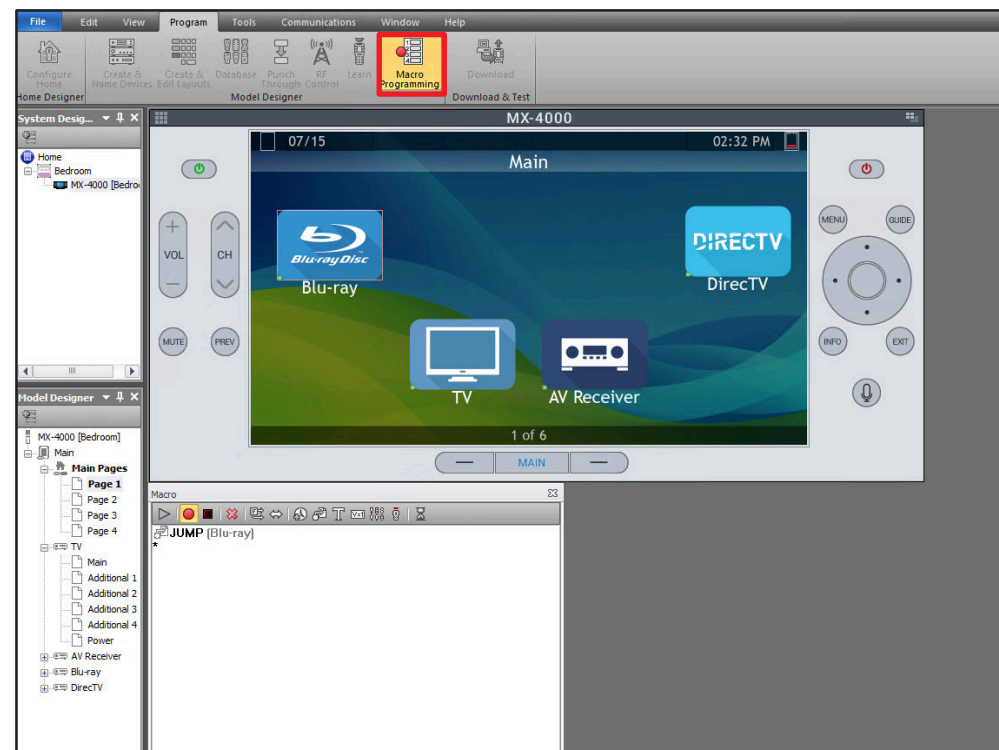 File Edit View Program Tools Communications Window Help
Configure Home
Create & Name Devices
Create & Edit Layouts
Database
Punch Through
RF Control
Learn
Macro Programming
Download
Home Designer
Model Designer
Download & Test
System Desig...
Home
Bedroom
MX-4000 [Bedro
Model Designer
MX-4000 [Bedroom]
Main
Main Pages
Page 1
Page 2
Page 3
Page 4
TV
Main
Additional 1
Additional 2
Additional 3
Additional 4
Power
AV Receiver
Blu-ray
DirecTV
MX-4000
07/15 02:32 PM
Main
VOL
CH
MUTE
PREV
Blu-ray Disc
Blu-ray
DIRECTV
DirecTV
TV
AV Receiver
1 of 6
MAIN
MENU
GUIDE
INFO
EXIT
Macro
JUMP (Blu-ray)
*